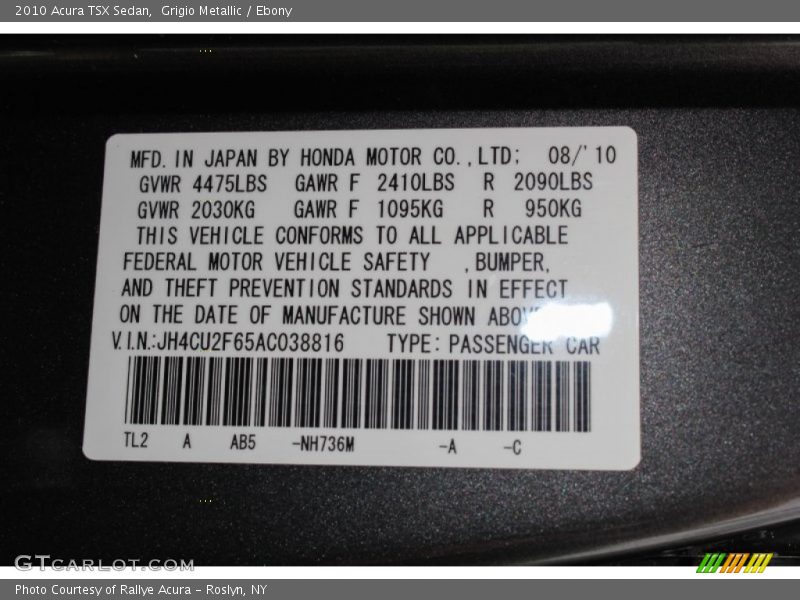 2010 Acura TSX Sedan,  Grigio Metallic / Ebony
MFD. IN JAPAN BY HONDA MOTOR CO., LTD; 08/'10
GVWR 4475LBS GAWR F 2410LBS R 2090LBS
GVWR 2030KG GAWR F 1095KG R 950KG
THIS VEHICLE CONFORMS TO ALL APPLICABLE
FEDERAL MOTOR VEHICLE SAFETY , BUMPER,
AND THEFT PREVENTION STANDARDS IN EFFECT
ON THE DATE OF MANUFACTURE SHOWN ABOVE
V.I.N.:JH4CU2F65AC038816 TYPE: PASSENGER CAR
TL2 A AB5 -NH736M -A -C
GTCARLOT.COM
Photo Courtesy of Rallye Acura - Roslyn, NY